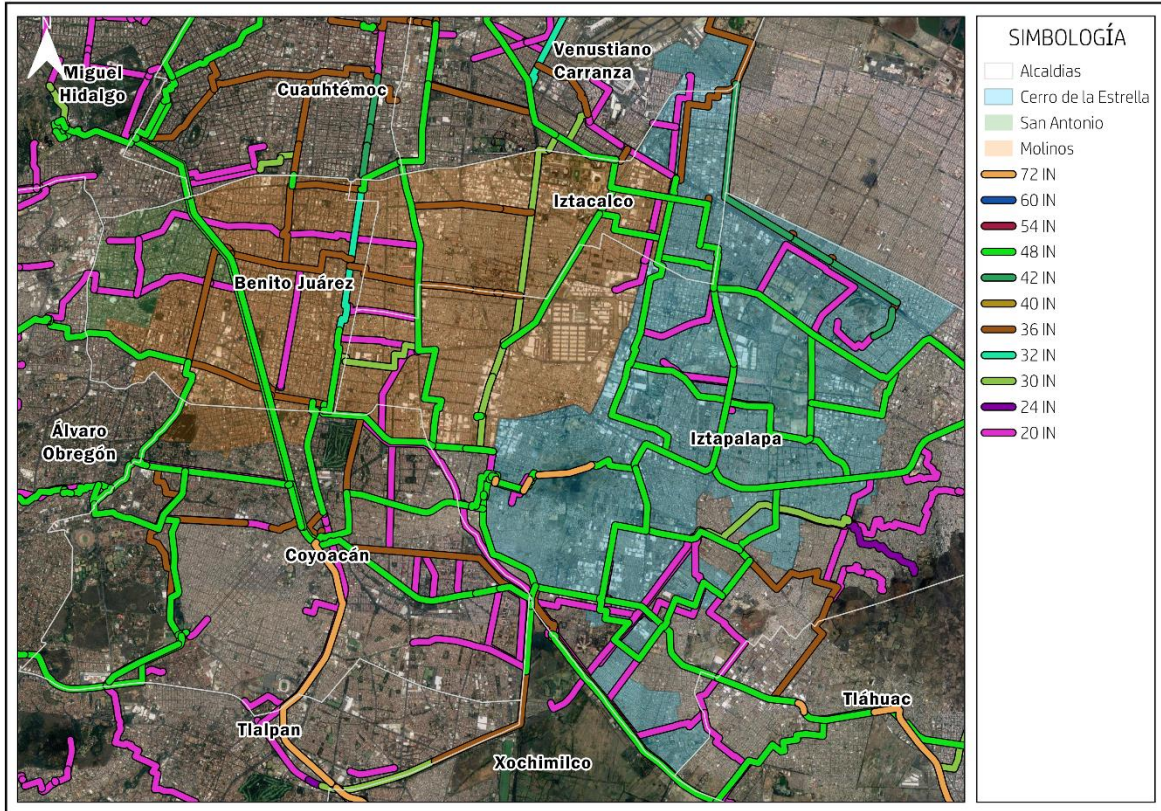 Miguel
Hidalgo
Cuauhtémoc
Venustiano
Carranza
Iztacalco
Benito Juárez
Álvaro
Obregón
Iztapalapa
Coyoacán
Tlalpan
Xochimilco
Tláhuac
SIMBOLOGÍA
Alcaldias
Cerro de la Estrella
San Antonio
Molinos
72 IN
60 IN
54 IN
48 IN
42 IN
40 IN
36 IN
32 IN
30 IN
24 IN
20 IN